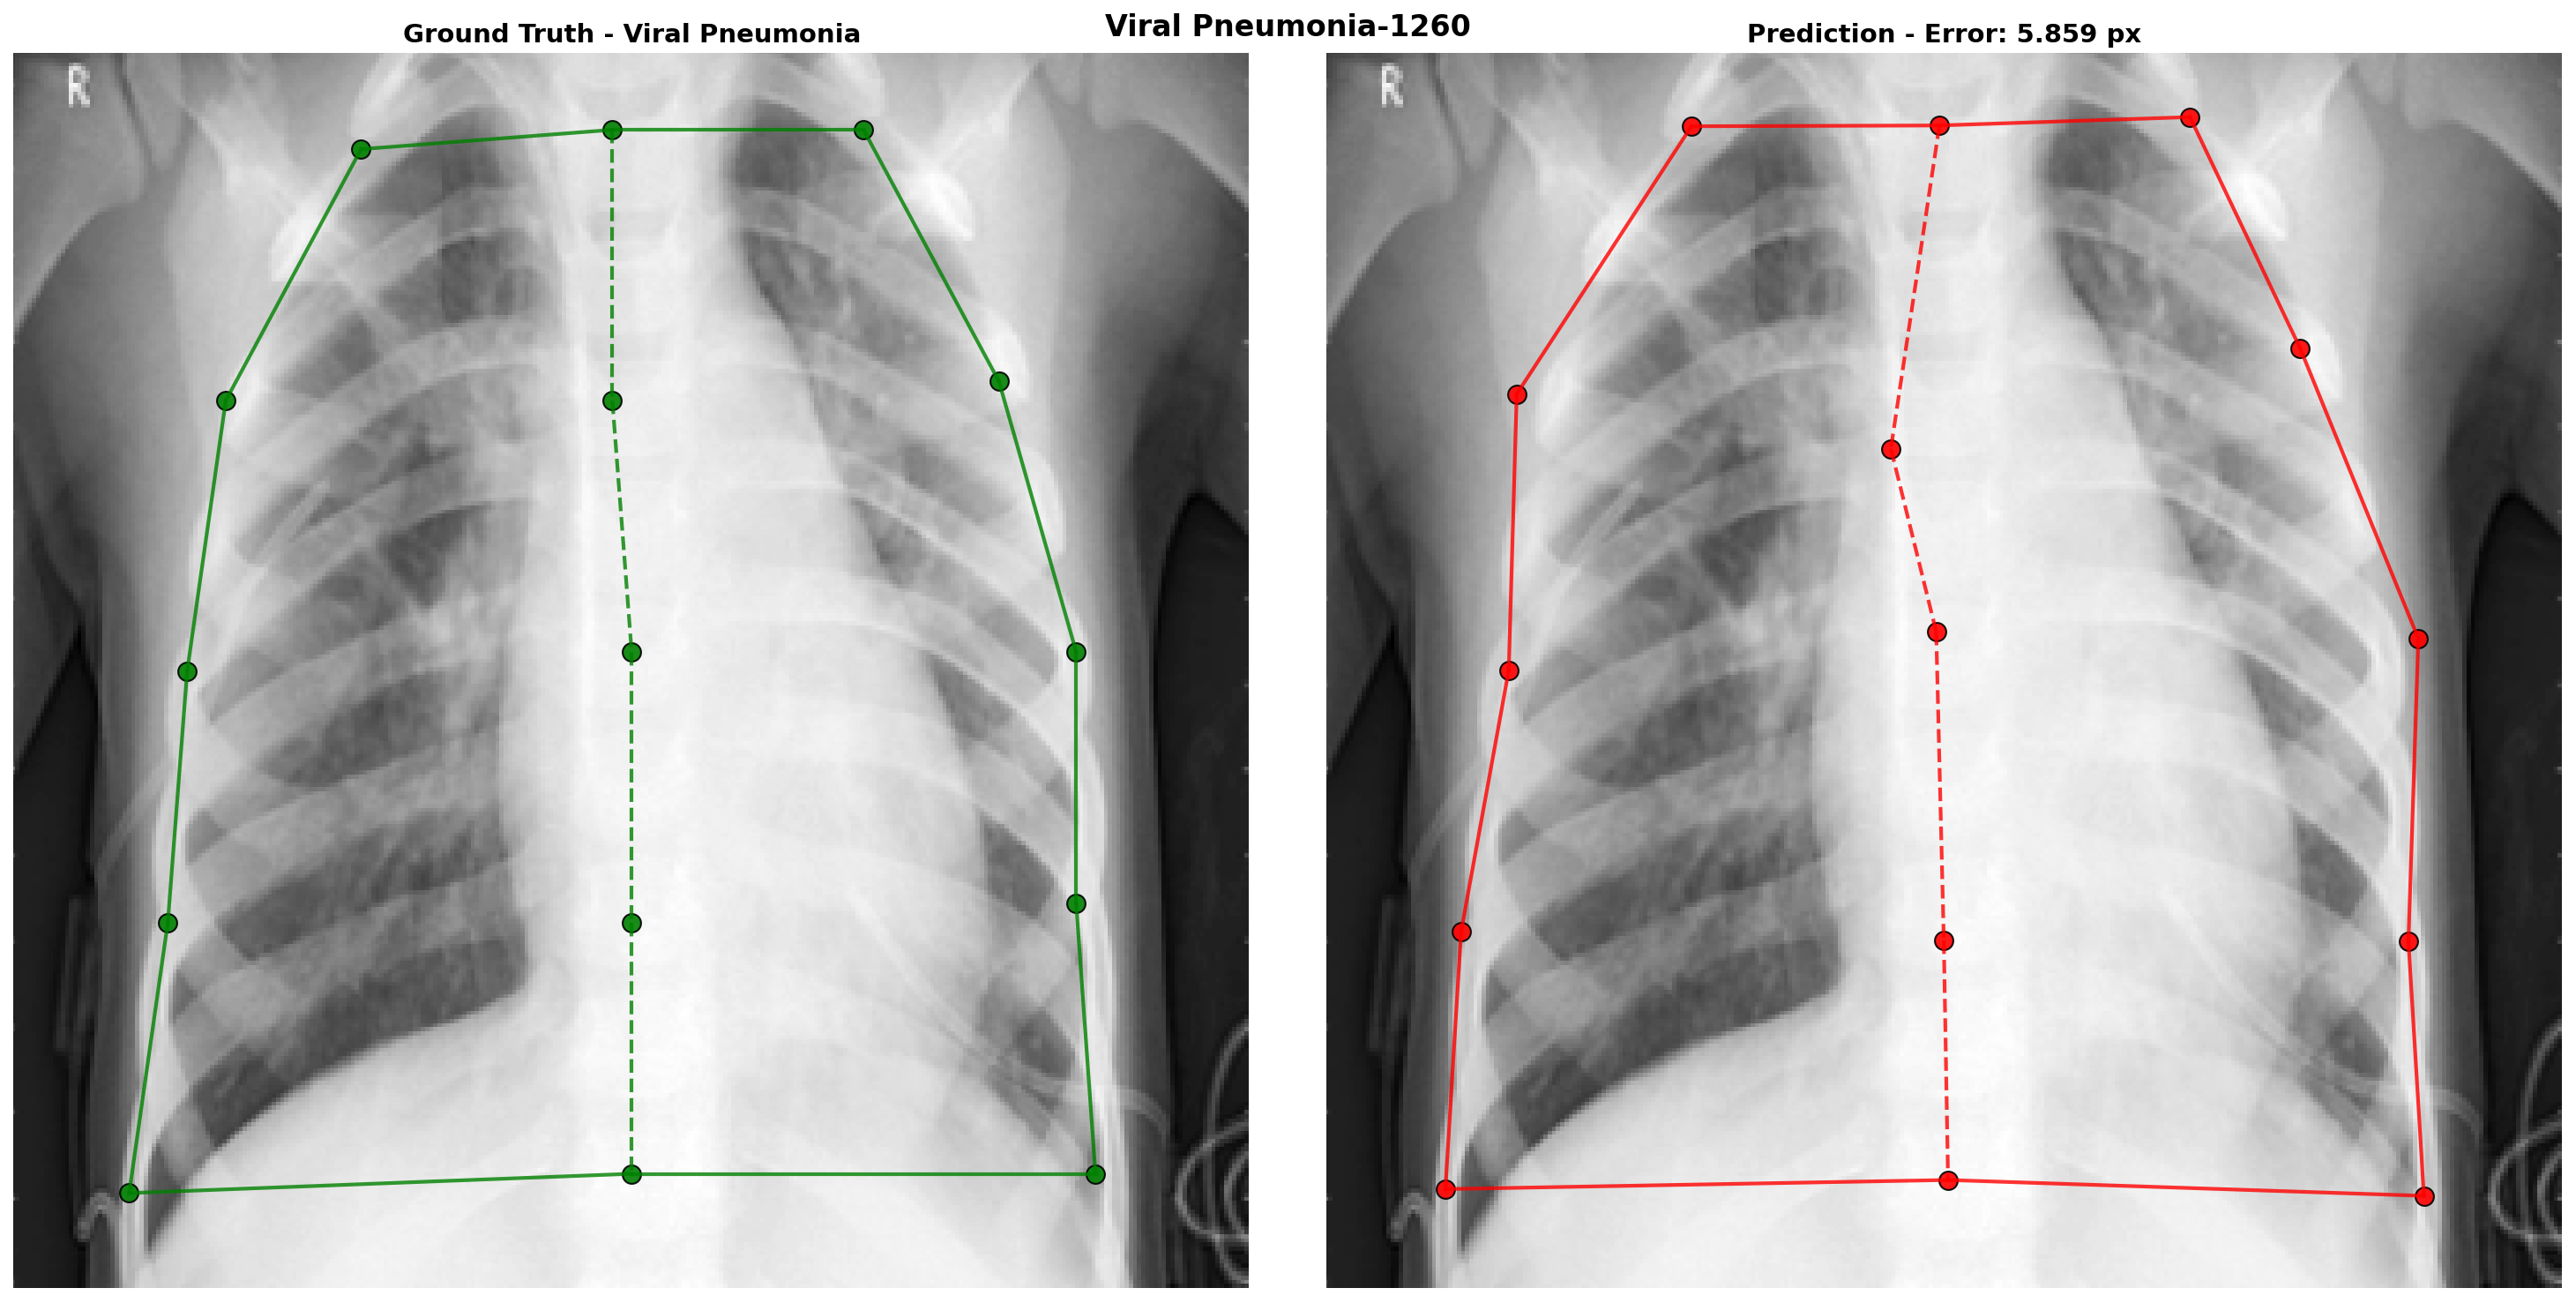 Viral Pneumonia-1260
Ground Truth - Viral Pneumonia
Prediction - Error: 5.859 px
R
R